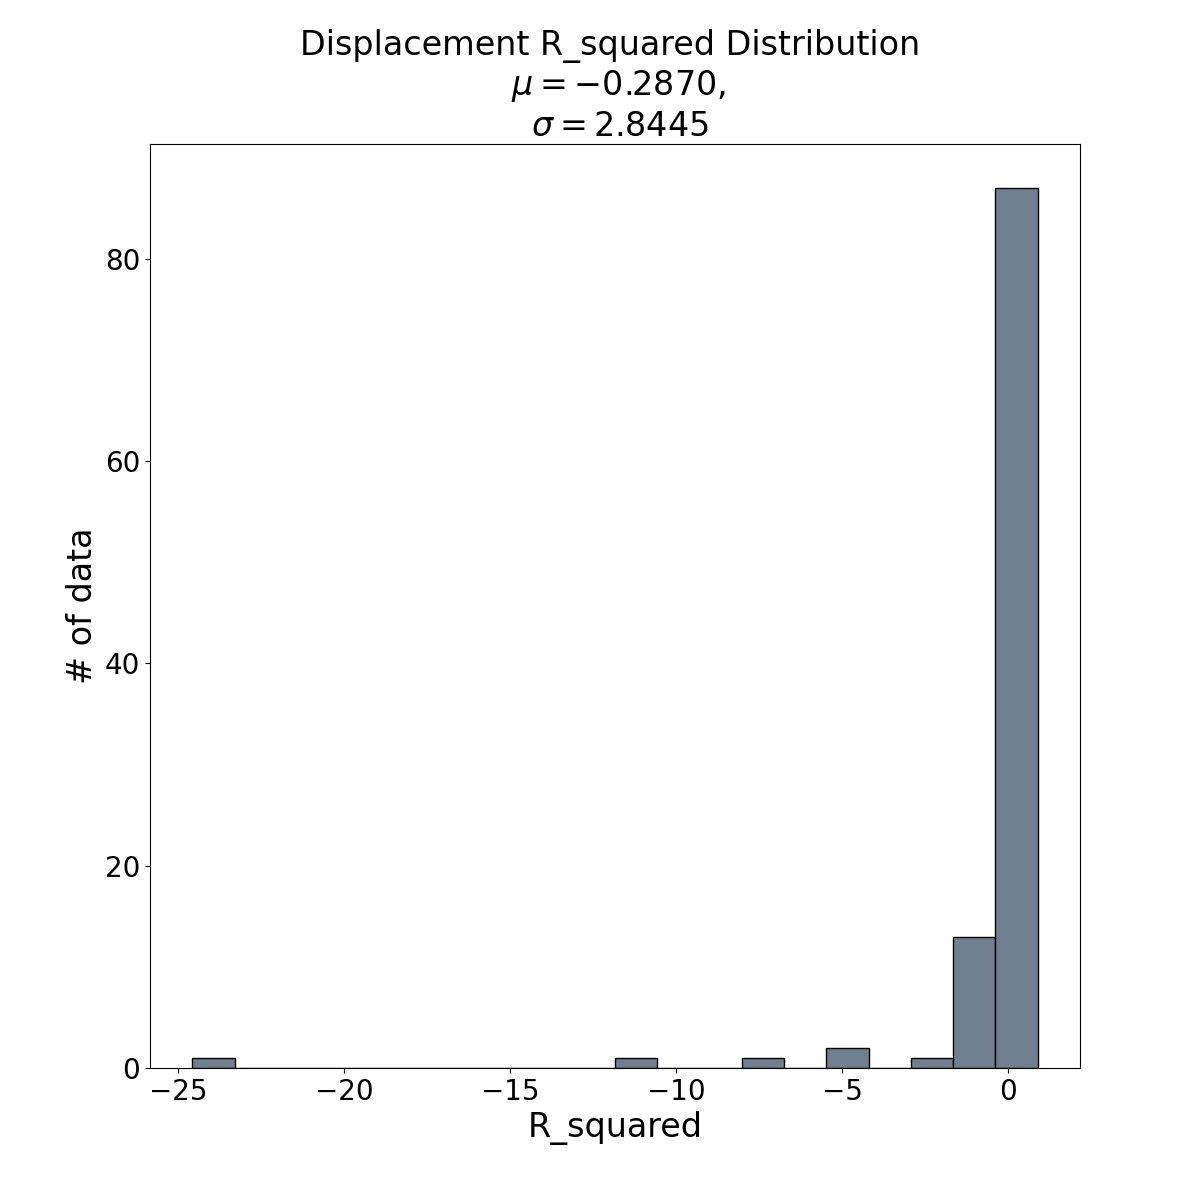 Displacement R_squared Distribution
μ = −0.2870,
σ = 2.8445
80
60
40
20
0
# of data
−25 −20 −15 −10 −5 0
R_squared